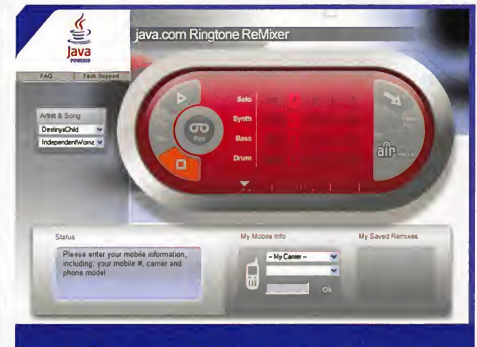 Java
POWERED
java.com Ringtone ReMixer
FAQ
Tech Support
Artist & Song
DestinysChild
IndependentWome
Rec
Solo
Synth
Bass
Drum
air
Status
Please enter your mobile information,
including: your mobile #, carrier and
phone model
My Mobile Info
-- My Carrier --
Ok
My Saved Remixes